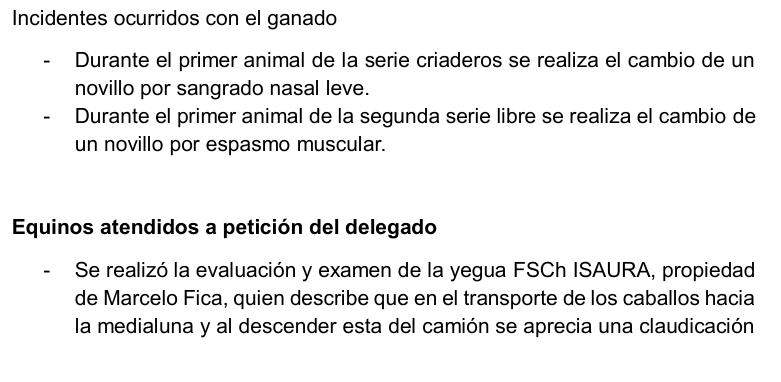 Incidentes ocurridos con el ganado
- Durante el primer animal de la serie criaderos se realiza el cambio de un
novillo por sangrado nasal leve.
- Durante el primer animal de la segunda serie libre se realiza el cambio de
un novillo por espasmo muscular.
Equinos atendidos a petición del delegado
- Se realizó la evaluación y examen de la yegua FSCh ISAURA, propiedad
de Marcelo Fica, quien describe que en el transporte de los caballos hacia
la medialuna y al descender esta del camión se aprecia una claudicación